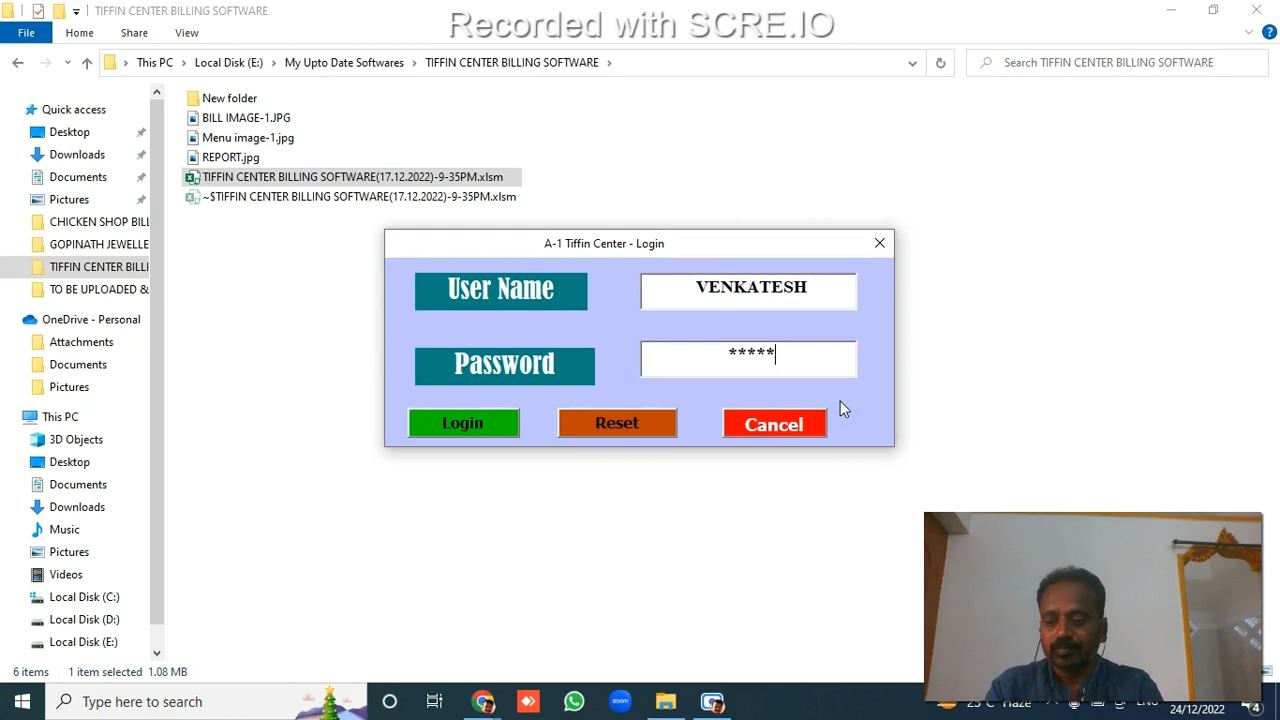 TIFFIN CENTER BILLING SOFTWARE
Recorded with SCRE.IO
File Home Share View
This PC Local Disk (E:) My Upto Date Softwares TIFFIN CENTER BILLING SOFTWARE
Search TIFFIN CENTER BILLING SOFTWARE
Quick access
Desktop
Downloads
Documents
Pictures
CHICKEN SHOP BILL
GOPINATH JEWELLE
TIFFIN CENTER BILLI
TO BE UPLOADED &
OneDrive - Personal
Attachments
Documents
Pictures
This PC
3D Objects
Desktop
Documents
Downloads
Music
Pictures
Videos
Local Disk (C:)
Local Disk (D:)
Local Disk (E:)
New folder
BILL IMAGE-1.JPG
Menu image-1.jpg
REPORT.jpg
TIFFIN CENTER BILLING SOFTWARE(17.12.2022)-9-35PM.xlsm
~$TIFFIN CENTER BILLING SOFTWARE(17.12.2022)-9-35PM.xlsm
A-1 Tiffin Center - Login
User Name VENKATESH
Password *****
Login Reset Cancel
6 items 1 item selected 1.08 MB
Type here to search
zoom
25°C Haze
ENG
24/12/2022
4